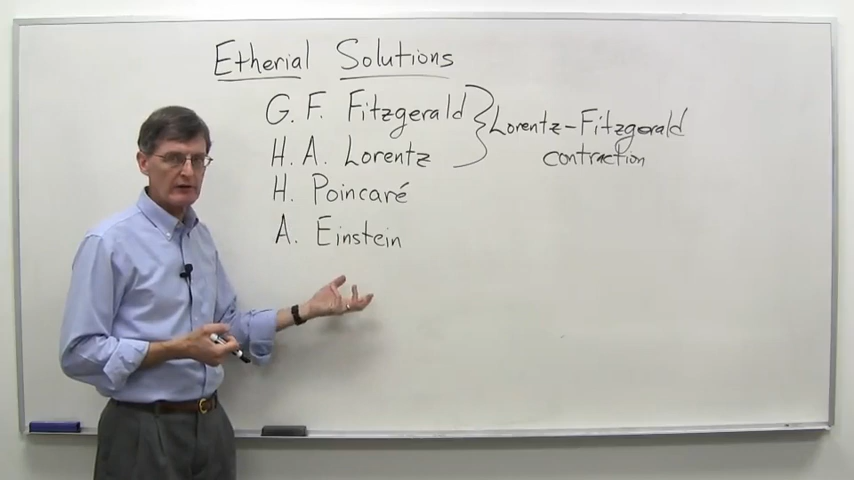 Etherial Solutions
G. F. Fitzgerald
H. A. Lorentz
H. Poincaré
A. Einstein
Lorentz-Fitzgerald
contraction